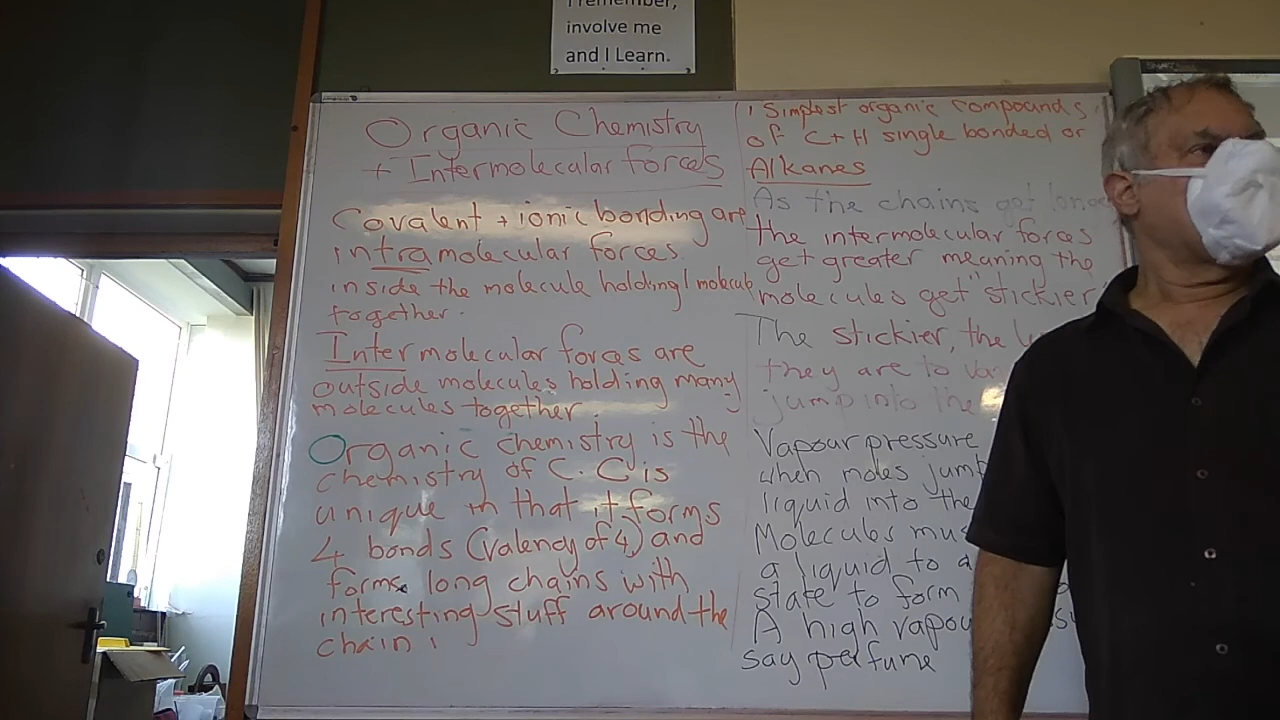 I remember,
involve me
and I Learn.
Organic Chemistry
+ Intermolecular forces
Covalent + ionic bonding are
intramolecular forces
inside the molecule holding 1 molecule
together.
Intermolecular forces are
outside molecules holding many
molecules together.
Organic chemistry is the
chemistry of C. C is
unique in that it forms
4 bonds (valency of 4) and
forms long chains with
interesting stuff around the
chain.
Simplest organic compounds
of C + H single bonded or
Alkanes
As the chains get longe
the intermolecular forces
get greater meaning the
molecules get "stickier"
The stickier, the
they are to
jump into the
Vapour pressure
when moles jump
liquid into the
Molecules mus
a liquid to a
state to form
A high vapou
say perfume